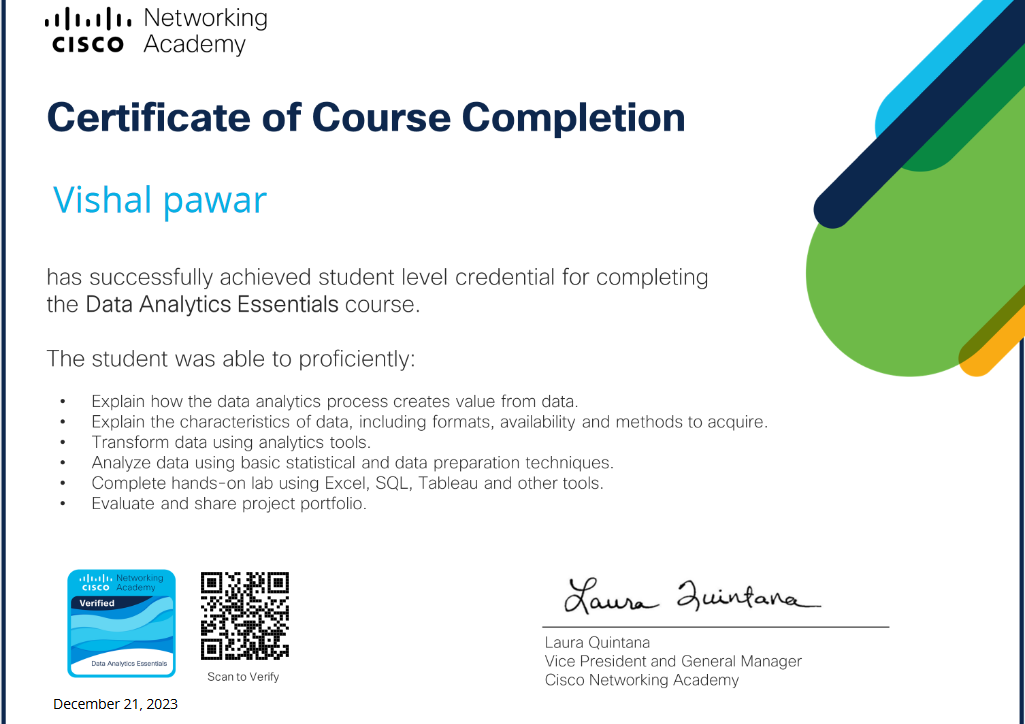 Networking
CISCO Academy
Certificate of Course Completion
Vishal pawar
has successfully achieved student level credential for completing
the Data Analytics Essentials course.
The student was able to proficiently:
• Explain how the data analytics process creates value from data.
• Explain the characteristics of data, including formats, availability and methods to acquire.
• Transform data using analytics tools.
• Analyze data using basic statistical and data preparation techniques.
• Complete hands-on lab using Excel, SQL, Tableau and other tools.
• Evaluate and share project portfolio.
Networking
CISCO Academy
Verified
Data Analytics Essentials
Scan to Verify
December 21, 2023
Laura Quintana
Laura Quintana
Vice President and General Manager
Cisco Networking Academy